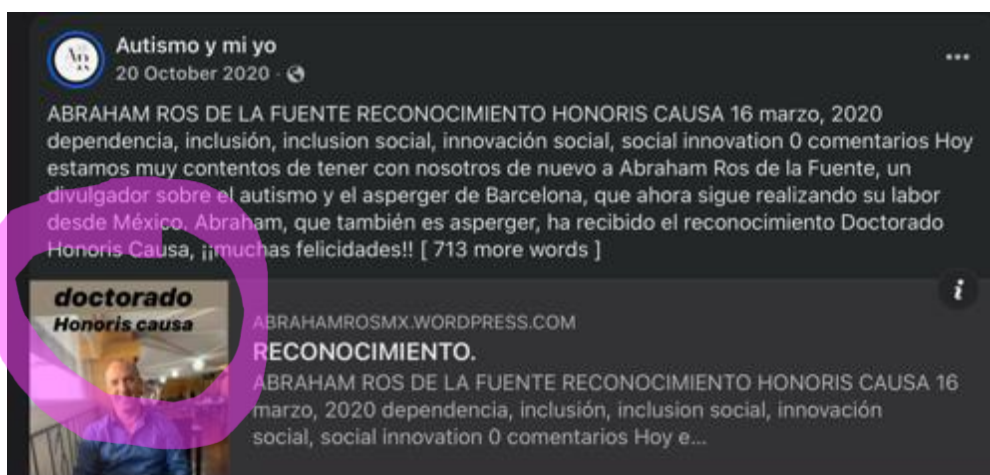 Autismo y mi yo
20 October 2020
ABRAHAM ROS DE LA FUENTE RECONOCIMIENTO HONORIS CAUSA 16 marzo, 2020
dependencia, inclusión, inclusion social, innovación social, social innovation 0 comentarios Hoy
estamos muy contentos de tener con nosotros de nuevo a Abraham Ros de la Fuente, un
divulgador sobre el autismo y el asperger de Barcelona, que ahora sigue realizando su labor
desde México. Abraham, que también es asperger, ha recibido el reconocimiento Doctorado
Honoris Causa, ¡¡muchas felicidades!! [ 713 more words ]
doctorado
Honoris causa
ABRAHAMROSMX.WORDPRESS.COM
RECONOCIMIENTO.
ABRAHAM ROS DE LA FUENTE RECONOCIMIENTO HONORIS CAUSA 16
marzo, 2020 dependencia, inclusión, inclusion social, innovación
social, social innovation 0 comentarios Hoy e...